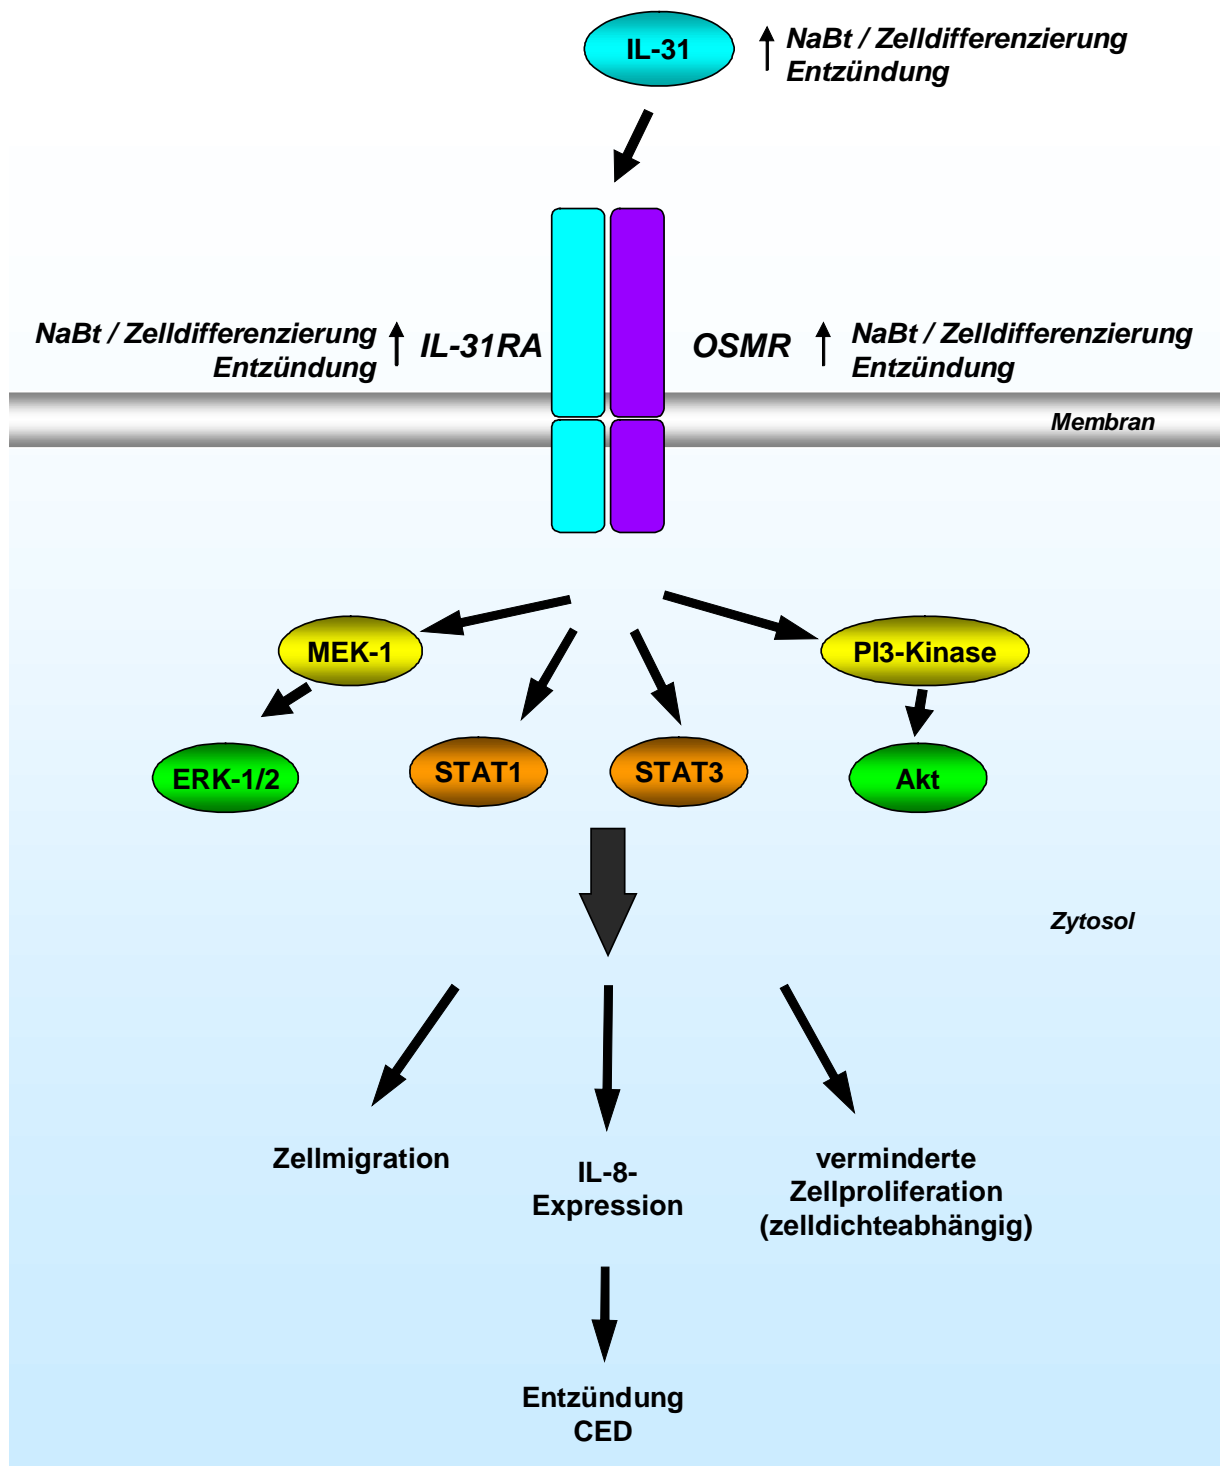 IL-31
NaBt / Zelldifferenzierung
Entzündung
NaBt / Zelldifferenzierung
Entzündung
IL-31RA
OSMR
NaBt / Zelldifferenzierung
Entzündung
Membran
MEK-1
PI3-Kinase
ERK-1/2
STAT1
STAT3
Akt
Zytosol
Zellmigration
IL-8-
Expression
verminderte
Zellproliferation
(zelldichteabhängig)
Entzündung
CED